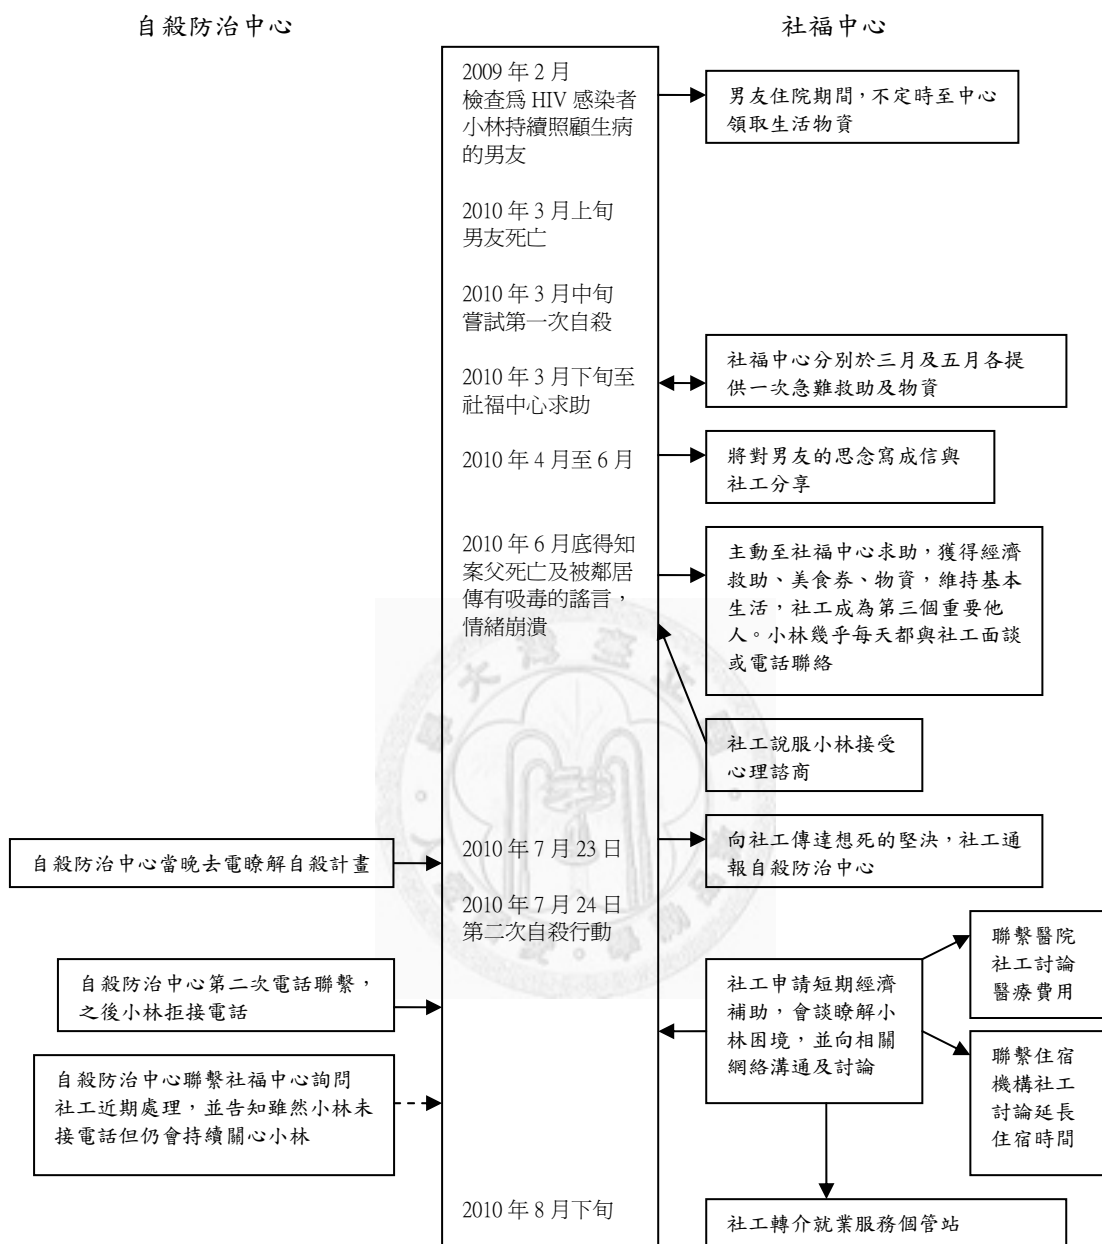 自殺防治中心
社福中心
2009 年 2 月
檢查為 HIV 感染者
小林持續照顧生病
的男友
男友住院期間，不定時至中心
領取生活物資
2010 年 3 月上旬
男友死亡
2010 年 3 月中旬
嘗試第一次自殺
2010 年 3 月下旬至
社福中心求助
社福中心分別於三月及五月各提
供一次急難救助及物資
2010 年 4 月至 6 月
將對男友的思念寫成信與
社工分享
2010 年 6 月底得知
案父死亡及被鄰居
傳有吸毒的謠言，
情緒崩潰
主動至社福中心求助，獲得經濟
救助、美食券、物資，維持基本
生活，社工成為第三個重要他
人。小林幾乎每天都與社工面談
或電話聯絡
社工說服小林接受
心理諮商
自殺防治中心當晚去電瞭解自殺計畫
2010 年 7 月 23 日
向社工傳達想死的堅決，社工通
報自殺防治中心
2010 年 7 月 24 日
第二次自殺行動
自殺防治中心第二次電話聯繫，
之後小林拒接電話
社工申請短期經濟
補助，會談瞭解小
林困境，並向相關
網絡溝通及討論
聯繫醫院
社工討論
醫療費用
聯繫住宿
機構社工
討論延長
住宿時間
自殺防治中心聯繫社福中心詢問
社工近期處理，並告知雖然小林未
接電話但仍會持續關心小林
2010 年 8 月下旬
社工轉介就業服務個管站